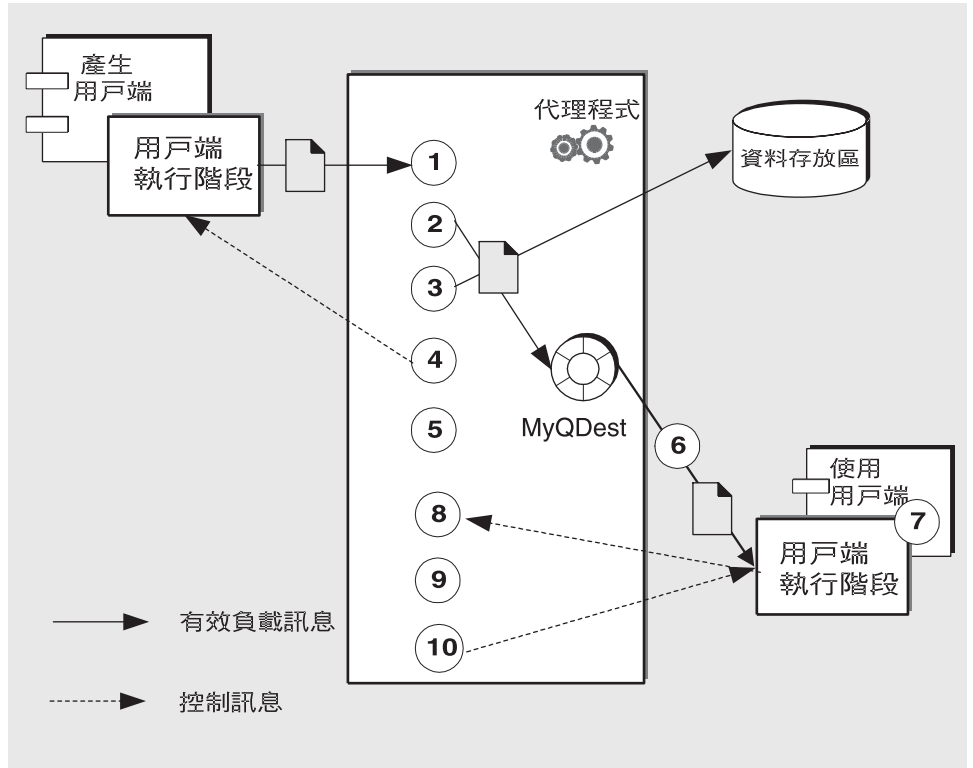 產生
用戶端
用戶端
執行階段
代理程式
資料存放區
1
2
3
4
5
MyQDest
6
使用
用戶端
7
用戶端
執行階段
8
9
10
有效負載訊息
控制訊息